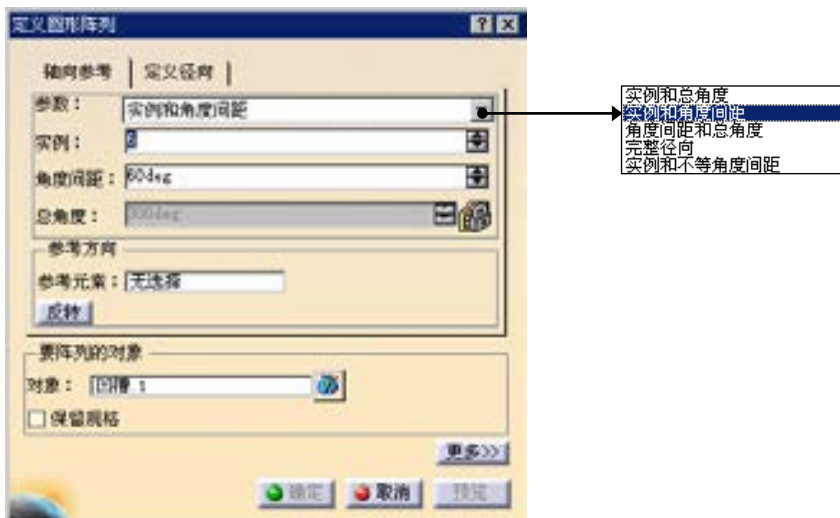 定义圆形阵列
轴向参考 定义径向
参数： 实例和角度间距
实例： 6
角度间距： 60deg
总角度： 300deg
参考方向
参考元素： 无选择
反转
要阵列的对象
对象： 凹槽.1
保留规格
更多>>
确定 取消 预览
实例和总角度
实例和角度间距
角度间距和总角度
完整径向
实例和不等角度间距